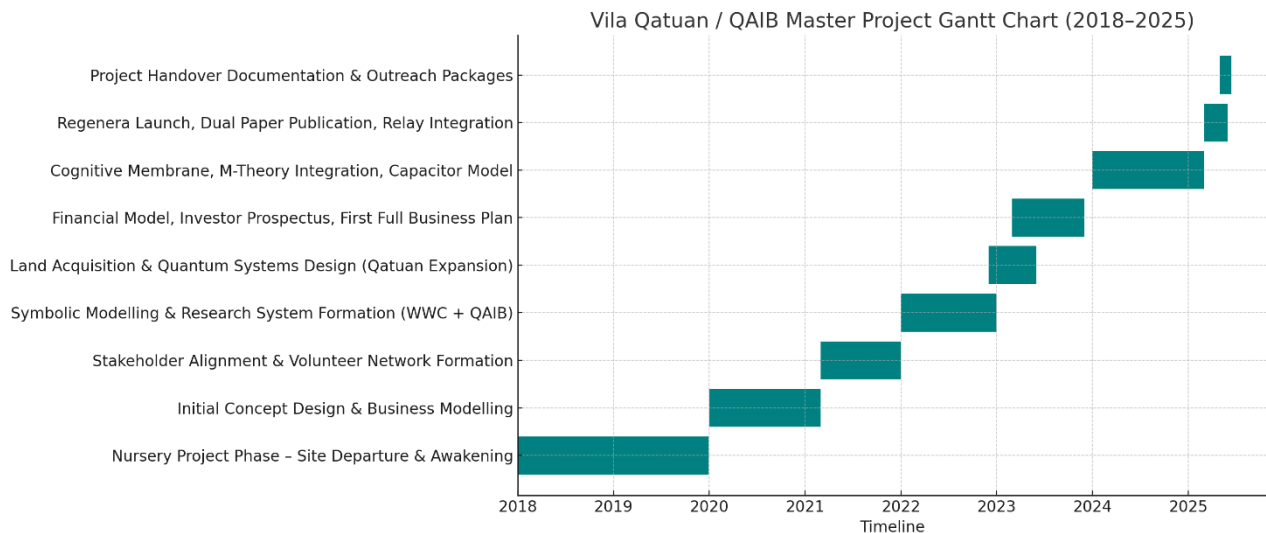 Vila Qatuan / QAIB Master Project Gantt Chart (2018–2025)
Project Handover Documentation & Outreach Packages
Regenera Launch, Dual Paper Publication, Relay Integration
Cognitive Membrane, M-Theory Integration, Capacitor Model
Financial Model, Investor Prospectus, First Full Business Plan
Land Acquisition & Quantum Systems Design (Qatuan Expansion)
Symbolic Modelling & Research System Formation (WWC + QAIB)
Stakeholder Alignment & Volunteer Network Formation
Initial Concept Design & Business Modelling
Nursery Project Phase – Site Departure & Awakening
2018 2019 2020 2021 2022 2023 2024 2025
Timeline